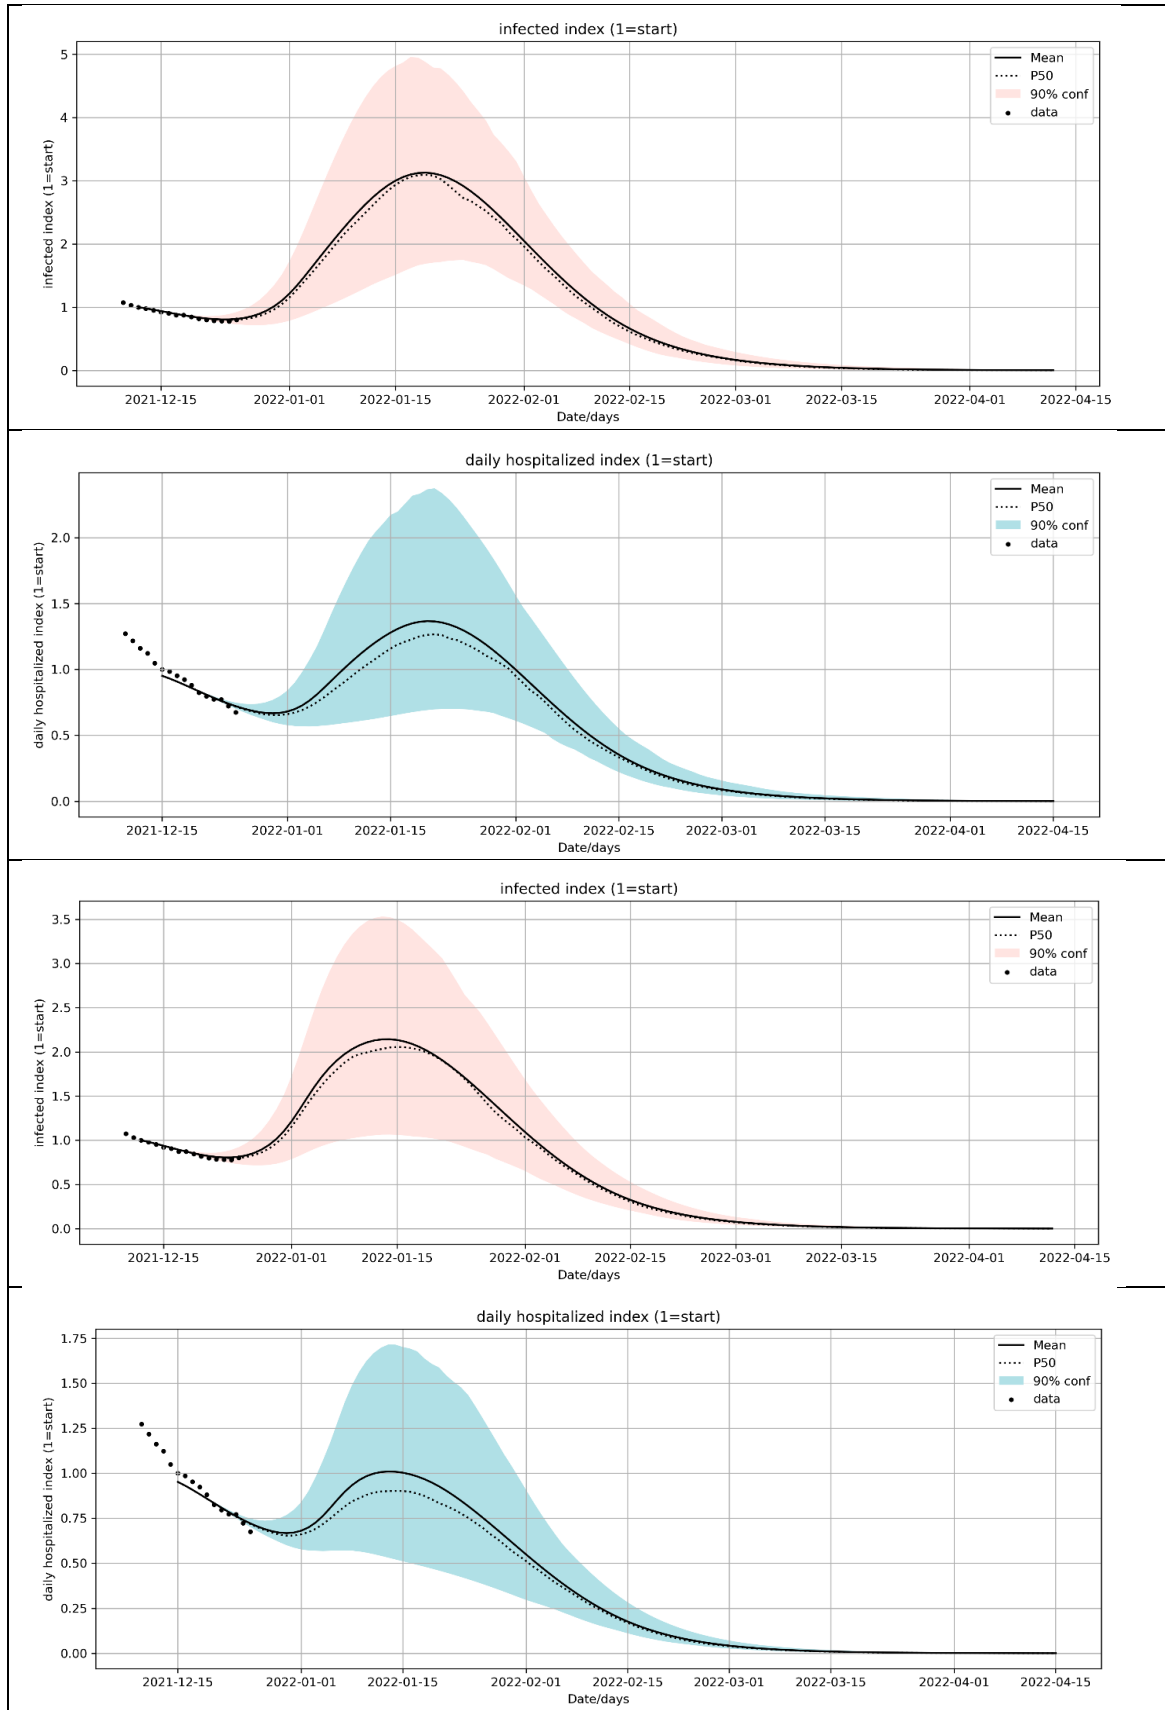 infected index (1=start)
5
4
3
2
1
0
infected index (1=start)
Mean
P50
90% conf
data
2021-12-15 2022-01-01 2022-01-15 2022-02-01 2022-02-15 2022-03-01 2022-03-15 2022-04-01 2022-04-15
Date/days
daily hospitalized index (1=start)
2.0
1.5
1.0
0.5
0.0
daily hospitalized index (1=start)
Mean
P50
90% conf
data
2021-12-15 2022-01-01 2022-01-15 2022-02-01 2022-02-15 2022-03-01 2022-03-15 2022-04-01 2022-04-15
Date/days
infected index (1=start)
3.5
3.0
2.5
2.0
1.5
1.0
0.5
0.0
infected index (1=start)
Mean
P50
90% conf
data
2021-12-15 2022-01-01 2022-01-15 2022-02-01 2022-02-15 2022-03-01 2022-03-15 2022-04-01 2022-04-15
Date/days
daily hospitalized index (1=start)
1.75
1.50
1.25
1.00
0.75
0.50
0.25
0.00
daily hospitalized index (1=start)
Mean
P50
90% conf
data
2021-12-15 2022-01-01 2022-01-15 2022-02-01 2022-02-15 2022-03-01 2022-03-15 2022-04-01 2022-04-15
Date/days